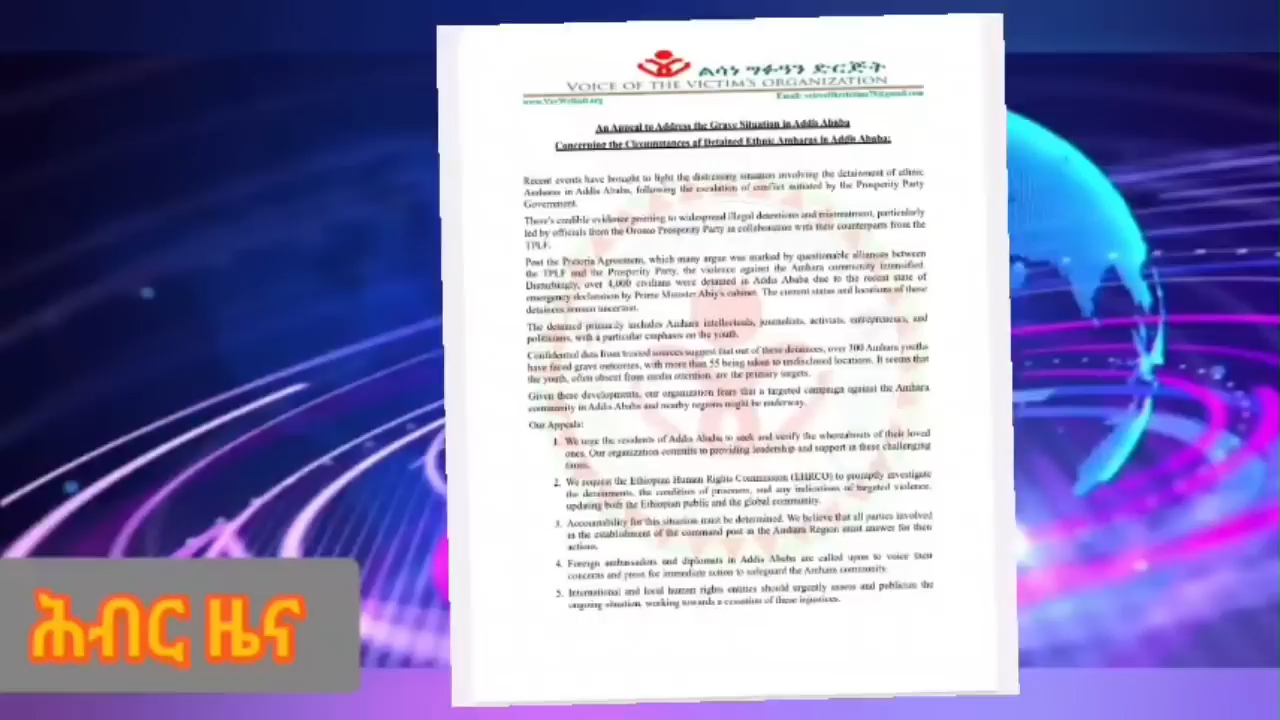 ልሳነ ግፉዓን ድርጅት
VOICE OF THE VICTIM'S ORGANIZATION
An Appeal to Address the Grave Situation in Addis Ababa
Concerning the Circumstances of Detained Ethnic Amharas in Addis Ababa:
Recent events have brought to light the distressing situation involving the detainment of ethnic
Amharas in Addis Ababa, following the escalation of conflict initiated by the Prosperity Party
Government.
There's credible evidence pointing to widespread illegal detentions and mistreatment, particularly
led by officials from the Oromo Prosperity Party in collaboration with their counterparts from the
TPLF.
Post the Pretoria Agreement, which many argue was marked by questionable alliances between
the TPLF and the Prosperity Party, the violence against the Amhara community intensified.
Disturbingly, over 4,000 civilians were detained in Addis Ababa due to the recent state of
emergency declaration by Prime Minister Abiy's cabinet. The current status and locations of these
detainees remain uncertain.
The detained primarily includes Amhara intellectuals, journalists, activists, entrepreneurs, and
politicians, with a particular emphasis on the youth.
Confidential data from trusted sources suggest that out of these detainees, over 300 Amhara youths
have faced grave outcomes, with more than 55 being taken to undisclosed locations. It seems that
the youth, often absent from media attention, are the primary targets.
Given these developments, our organization fears that a targeted campaign against the Amhara
community in Addis Ababa and nearby regions might be underway.
Our Appeals:
1. We urge the residents of Addis Ababa to seek and verify the whereabouts of their loved
ones. Our organization commits to providing leadership and support in these challenging
times.
2. We request the Ethiopian Human Rights Commission (EHRCO) to promptly investigate
the detainments, the condition of prisoners, and any indications of targeted violence,
updating both the Ethiopian public and the global community.
3. Accountability for this situation must be determined. We believe that all parties involved
in the establishment of the command post in the Amhara Region must answer for their
actions.
4. Foreign ambassadors and diplomats in Addis Ababa are called upon to voice their
concerns and press for immediate action to safeguard the Amhara community.
5. International and local human rights entities should urgently assess and publicize the
ongoing situation, working towards a cessation of these injustices.
ሕብር ዜና